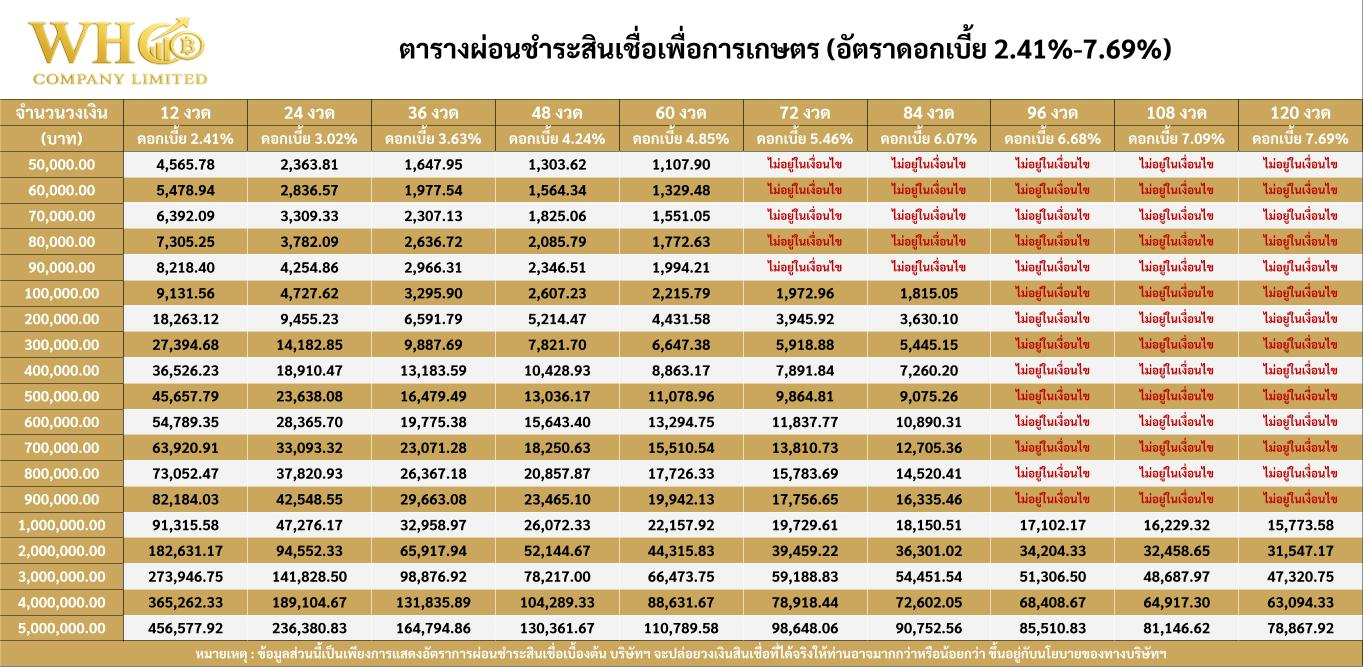 WHO
COMPANY LIMITED
ตารางผ่อนชำระสินเชื่อเพื่อการเกษตร (อัตราดอกเบี้ย 2.41%-7.69%)
จำนวนวงเงิน 12 งวด 24 งวด 36 งวด 48 งวด 60 งวด 72 งวด 84 งวด 96 งวด 108 งวด 120 งวด
(บาท) ดอกเบี้ย 2.41% ดอกเบี้ย 3.02% ดอกเบี้ย 3.63% ดอกเบี้ย 4.24% ดอกเบี้ย 4.85% ดอกเบี้ย 5.46% ดอกเบี้ย 6.07% ดอกเบี้ย 6.68% ดอกเบี้ย 7.09% ดอกเบี้ย 7.69%
50,000.00 4,565.78 2,363.81 1,647.95 1,303.62 1,107.90 ไม่อยู่ในเงื่อนไข ไม่อยู่ในเงื่อนไข ไม่อยู่ในเงื่อนไข ไม่อยู่ในเงื่อนไข ไม่อยู่ในเงื่อนไข
60,000.00 5,478.94 2,836.57 1,977.54 1,564.34 1,329.48 ไม่อยู่ในเงื่อนไข ไม่อยู่ในเงื่อนไข ไม่อยู่ในเงื่อนไข ไม่อยู่ในเงื่อนไข ไม่อยู่ในเงื่อนไข
70,000.00 6,392.09 3,309.33 2,307.13 1,825.06 1,551.05 ไม่อยู่ในเงื่อนไข ไม่อยู่ในเงื่อนไข ไม่อยู่ในเงื่อนไข ไม่อยู่ในเงื่อนไข ไม่อยู่ในเงื่อนไข
80,000.00 7,305.25 3,782.09 2,636.72 2,085.79 1,772.63 ไม่อยู่ในเงื่อนไข ไม่อยู่ในเงื่อนไข ไม่อยู่ในเงื่อนไข ไม่อยู่ในเงื่อนไข ไม่อยู่ในเงื่อนไข
90,000.00 8,218.40 4,254.86 2,966.31 2,346.51 1,994.21 ไม่อยู่ในเงื่อนไข ไม่อยู่ในเงื่อนไข ไม่อยู่ในเงื่อนไข ไม่อยู่ในเงื่อนไข ไม่อยู่ในเงื่อนไข
100,000.00 9,131.56 4,727.62 3,295.90 2,607.23 2,215.79 1,972.96 1,815.05 ไม่อยู่ในเงื่อนไข ไม่อยู่ในเงื่อนไข ไม่อยู่ในเงื่อนไข
200,000.00 18,263.12 9,455.23 6,591.79 5,214.47 4,431.58 3,945.92 3,630.10 ไม่อยู่ในเงื่อนไข ไม่อยู่ในเงื่อนไข ไม่อยู่ในเงื่อนไข
300,000.00 27,394.68 14,182.85 9,887.69 7,821.70 6,647.38 5,918.88 5,445.15 ไม่อยู่ในเงื่อนไข ไม่อยู่ในเงื่อนไข ไม่อยู่ในเงื่อนไข
400,000.00 36,526.23 18,910.47 13,183.59 10,428.93 8,863.17 7,891.84 7,260.20 ไม่อยู่ในเงื่อนไข ไม่อยู่ในเงื่อนไข ไม่อยู่ในเงื่อนไข
500,000.00 45,657.79 23,638.08 16,479.49 13,036.17 11,078.96 9,864.81 9,075.26 ไม่อยู่ในเงื่อนไข ไม่อยู่ในเงื่อนไข ไม่อยู่ในเงื่อนไข
600,000.00 54,789.35 28,365.70 19,775.38 15,643.40 13,294.75 11,837.77 10,890.31 ไม่อยู่ในเงื่อนไข ไม่อยู่ในเงื่อนไข ไม่อยู่ในเงื่อนไข
700,000.00 63,920.91 33,093.32 23,071.28 18,250.63 15,510.54 13,810.73 12,705.36 ไม่อยู่ในเงื่อนไข ไม่อยู่ในเงื่อนไข ไม่อยู่ในเงื่อนไข
800,000.00 73,052.47 37,820.93 26,367.18 20,857.87 17,726.33 15,783.69 14,520.41 ไม่อยู่ในเงื่อนไข ไม่อยู่ในเงื่อนไข ไม่อยู่ในเงื่อนไข
900,000.00 82,184.03 42,548.55 29,663.08 23,465.10 19,942.13 17,756.65 16,335.46 ไม่อยู่ในเงื่อนไข ไม่อยู่ในเงื่อนไข ไม่อยู่ในเงื่อนไข
1,000,000.00 91,315.58 47,276.17 32,958.97 26,072.33 22,157.92 19,729.61 18,150.51 17,102.17 16,229.32 15,773.58
2,000,000.00 182,631.17 94,552.33 65,917.94 52,144.67 44,315.83 39,459.22 36,301.02 34,204.33 32,458.65 31,547.17
3,000,000.00 273,946.75 141,828.50 98,876.92 78,217.00 66,473.75 59,188.83 54,451.54 51,306.50 48,687.97 47,320.75
4,000,000.00 365,262.33 189,104.67 131,835.89 104,289.33 88,631.67 78,918.44 72,602.05 68,408.67 64,917.30 63,094.33
5,000,000.00 456,577.92 236,380.83 164,794.86 130,361.67 110,789.58 98,648.06 90,752.56 85,510.83 81,146.62 78,867.92
หมายเหตุ : ข้อมูลส่วนนี้เป็นเพียงการแสดงอัตราการผ่อนชำระสินเชื่อเบื้องต้น บริษัทฯ จะปล่อยวงเงินสินเชื่อที่ได้จริงให้ท่านอาจมากกว่าหรือน้อยกว่า ขึ้นอยู่กับนโยบายของทางบริษัทฯ